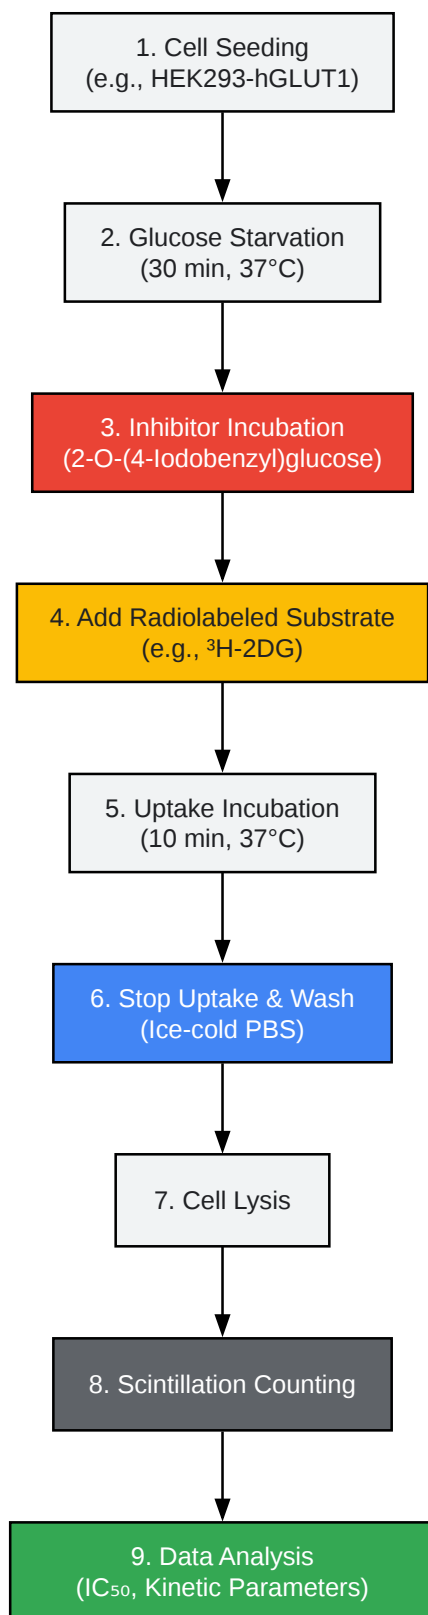 1. Cell Seeding
(e.g., HEK293-hGLUT1)
2. Glucose Starvation
(30 min, 37°C)
3. Inhibitor Incubation
(2-O-(4-Iodobenzyl)glucose)
4. Add Radiolabeled Substrate
(e.g., ³H-2DG)
5. Uptake Incubation
(10 min, 37°C)
6. Stop Uptake & Wash
(Ice-cold PBS)
7. Cell Lysis
8. Scintillation Counting
9. Data Analysis
(IC₅₀, Kinetic Parameters)